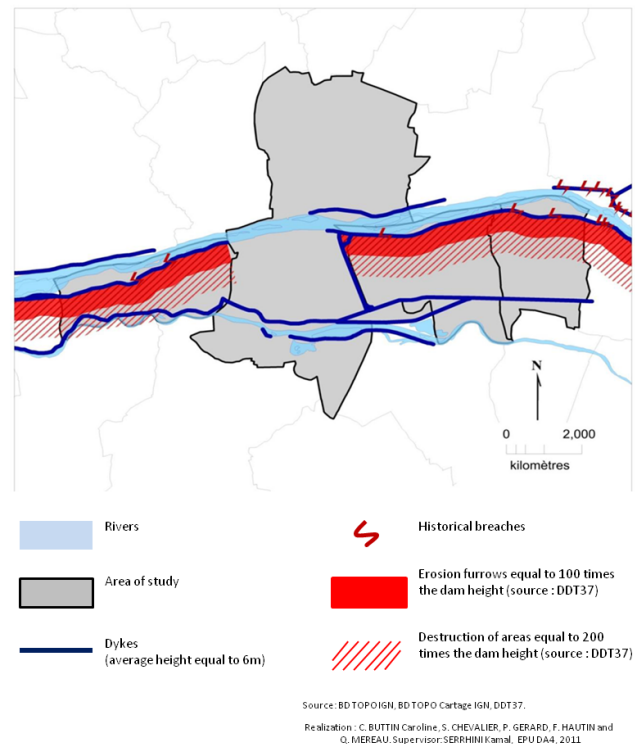 N
0 2,000
kilomètres
Rivers
Historical breaches
Area of study
Erosion furrows equal to 100 times
the dam height (source : DDT37)
Dykes
(average height equal to 6m)
Destruction of areas equal to 200
times the dam height (source : DDT37)
Source: BD TOPO IGN, BD TOPO Cartage IGN, DDT37.
Realization : C. BUTTIN Caroline, S. CHEVALIER, P. GERARD, F. HAUTIN and
Q. MEREAU. Supervisor: SERRHINI Kamal, EPU DA4, 2011